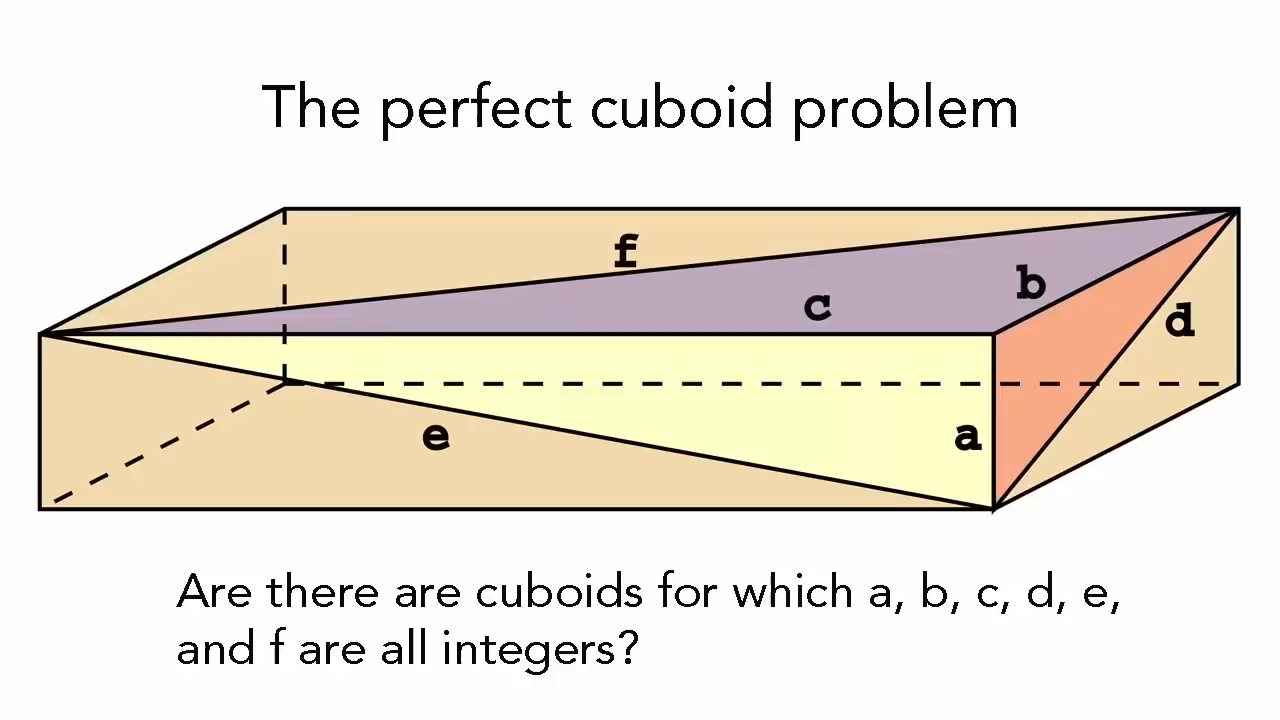 The perfect cuboid problem
f
b
c
d
e
a
Are there are cuboids for which a, b, c, d, e,
and f are all integers?